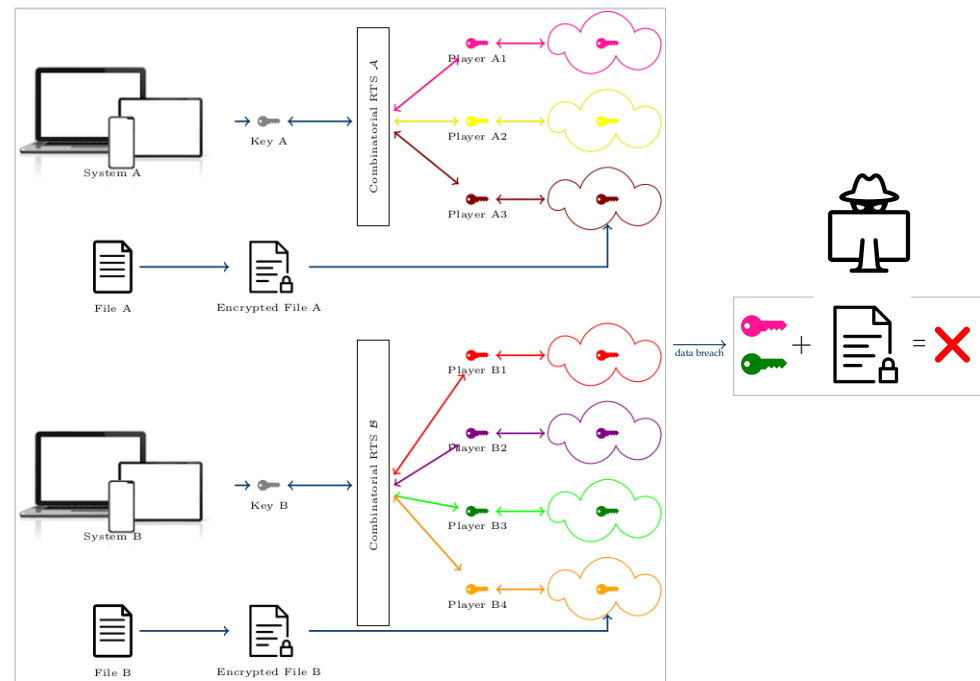 Player A1
Combinatorial RTS A
Key A
Player A2
System A
Player A3
File A
Encrypted File A
data breach
+
=
Player B1
Combinatorial RTS B
Player B2
Key B
Player B3
System B
Player B4
File B
Encrypted File B